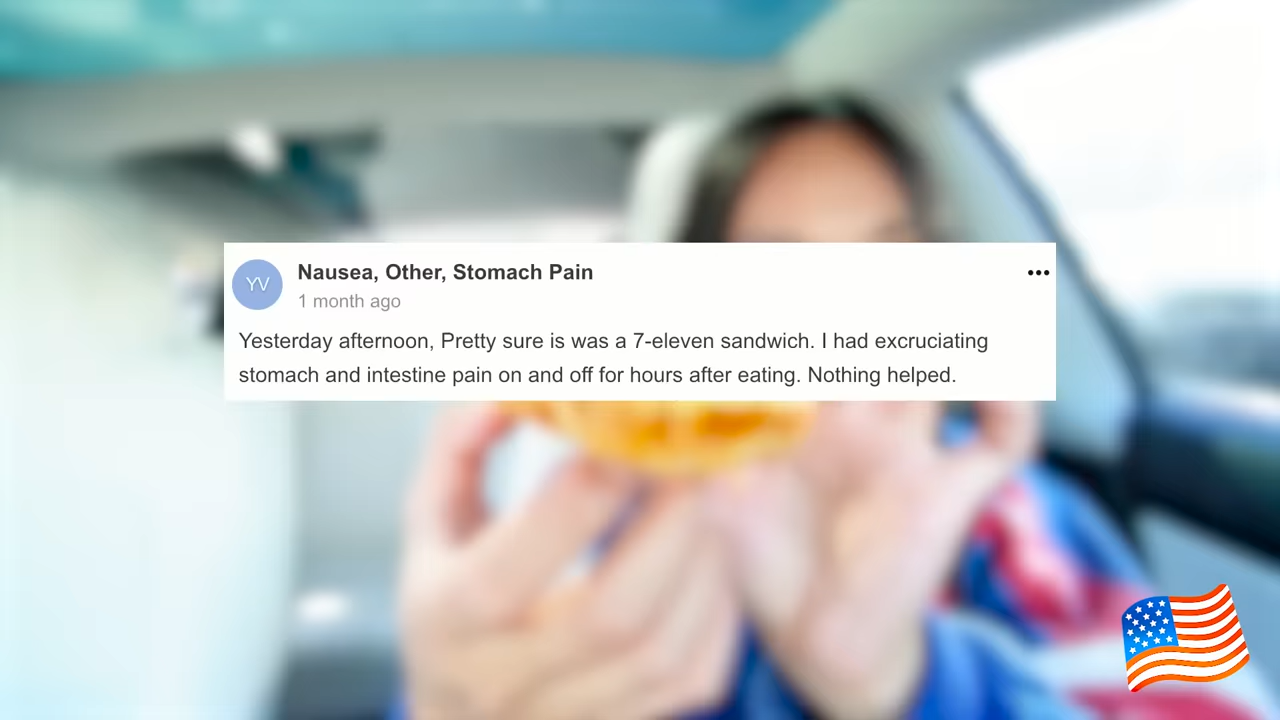 YV
Nausea, Other, Stomach Pain
1 month ago
Yesterday afternoon, Pretty sure is was a 7-eleven sandwich. I had excruciating
stomach and intestine pain on and off for hours after eating. Nothing helped.